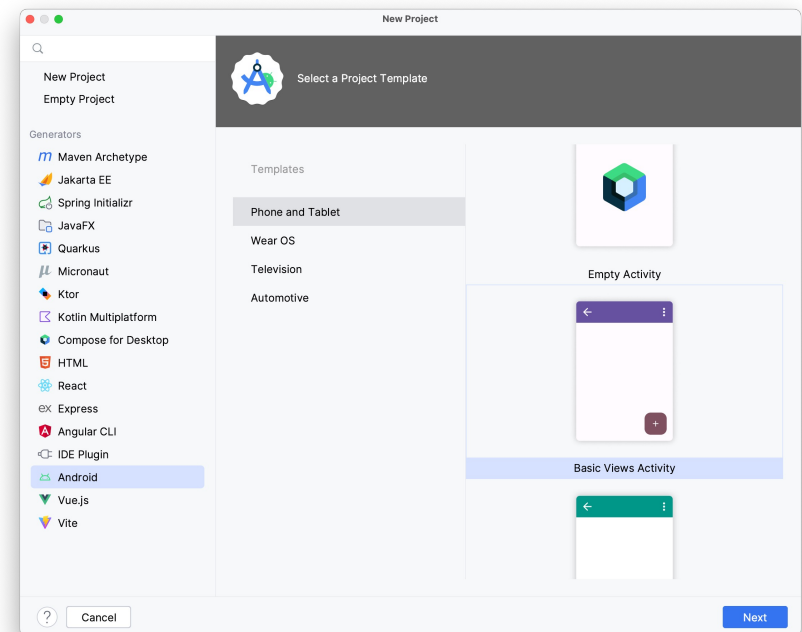 New Project
New Project
Empty Project
Generators
Maven Archetype
Jakarta EE
Spring Initializr
JavaFX
Quarkus
Micronaut
Ktor
Kotlin Multiplatform
Compose for Desktop
HTML
React
ex Express
Angular CLI
IDE Plugin
Android
Vue.js
Vite
? Cancel
Select a Project Template
Templates
Phone and Tablet
Wear OS
Television
Automotive
Empty Activity
Basic Views Activity
Next